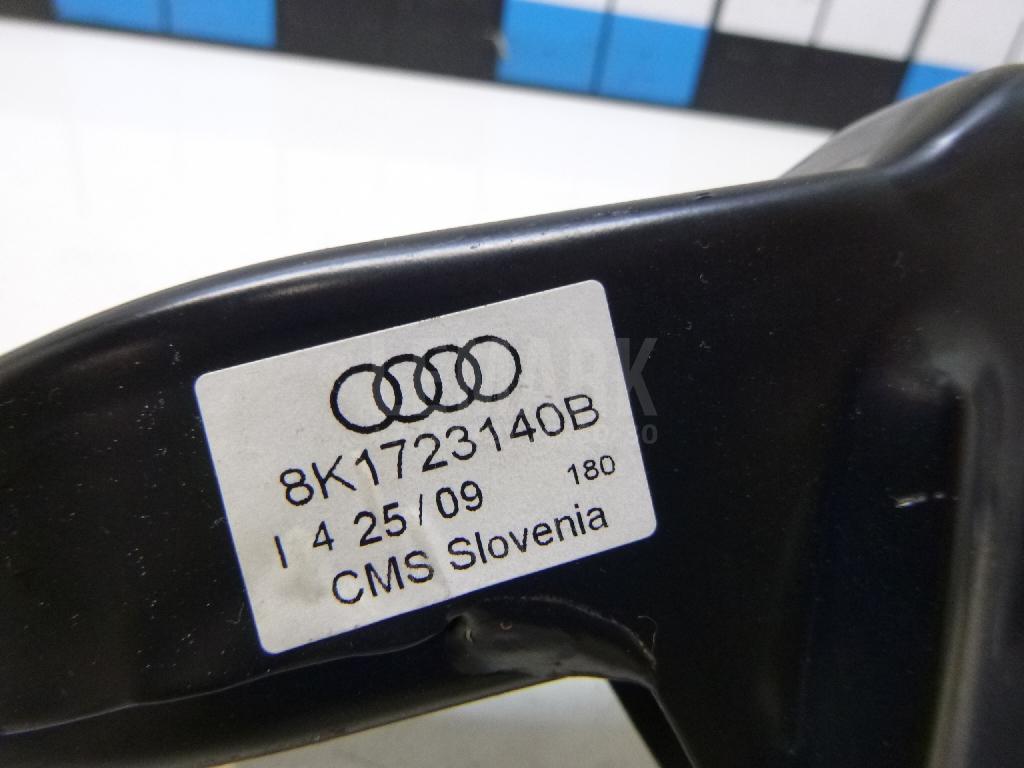 8K1723140B
I 4 25/09 180
CMS Slovenia